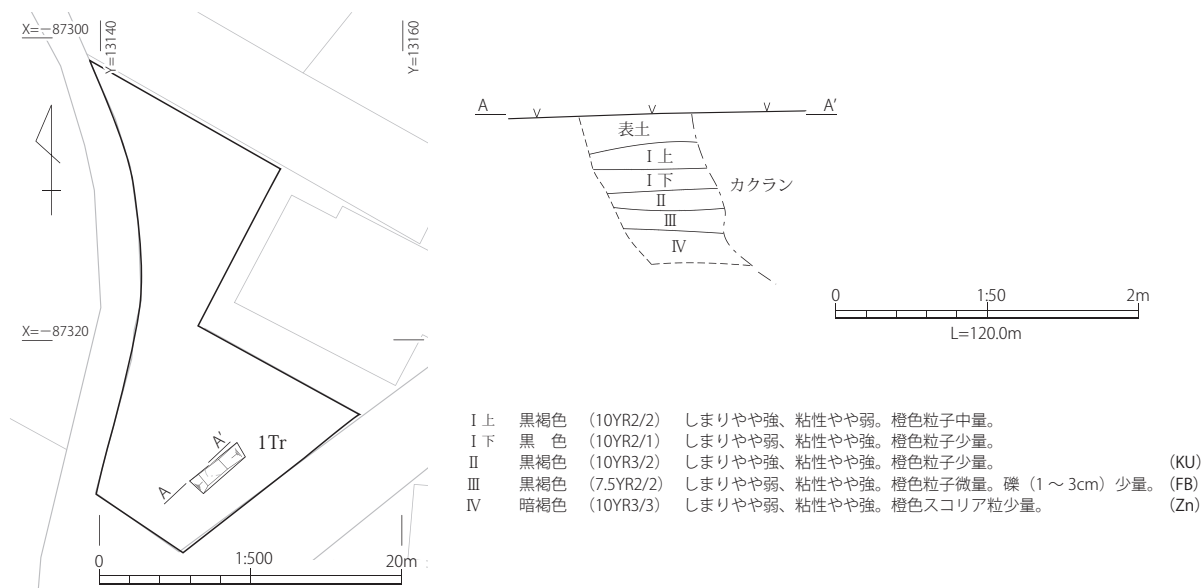 X=－87300
Y=13140
Y=13160
X=－87320
A
A'
1Tr
0
1:500
20m
A
A'
表土
Ⅰ上
Ⅰ下
カクラン
Ⅱ
Ⅲ
Ⅳ
0
1:50
2m
L=120.0m
Ⅰ上 黒褐色 （10YR2/2） しまりやや強、粘性やや弱。橙色粒子中量。
Ⅰ下 黒　色 （10YR2/1） しまりやや弱、粘性やや強。橙色粒子少量。
Ⅱ 黒褐色 （10YR3/2） しまりやや強、粘性やや強。橙色粒子少量。 （KU）
Ⅲ 黒褐色 （7.5YR2/2） しまりやや弱、粘性やや強。橙色粒子微量。礫（1～3cm）少量。 （FB）
Ⅳ 暗褐色 （10YR3/3） しまりやや弱、粘性やや強。橙色スコリア粒少量。 （Zn）